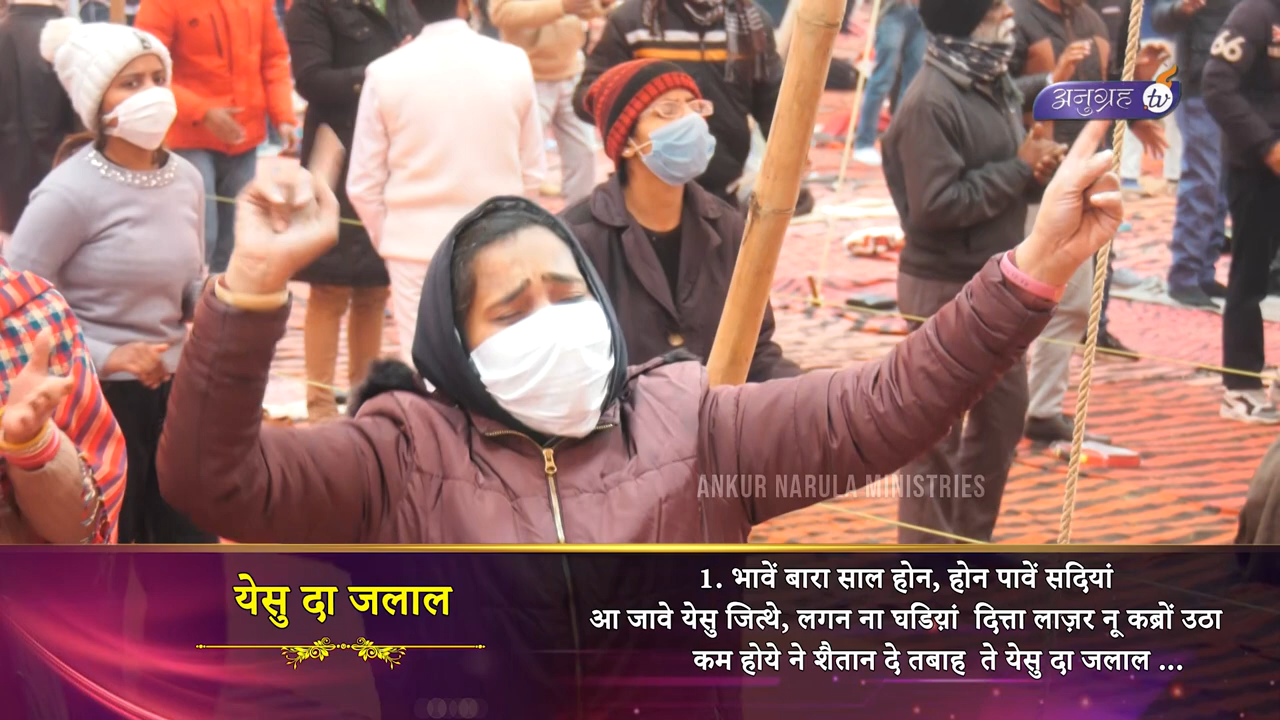 अनुग्रह tv
66
ANKUR NARULA MINISTRIES
येसु दा जलाल
1. भावें बारा साल होन, होन पावें सदियां
आ जावे येसु जित्थे, लगन ना घडिय़ां दित्ता लाज़र नू कब्रों उठा
कम होये ने शैतान दे तबाह ते येसु दा जलाल ...